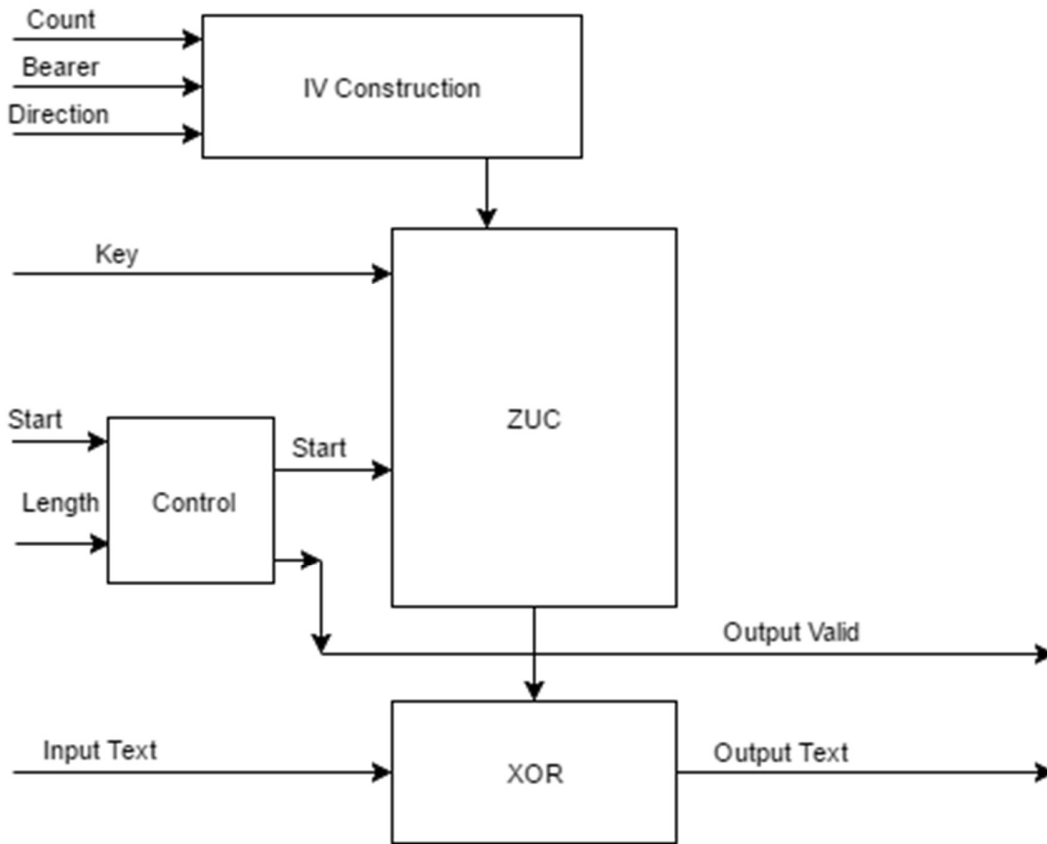 Count
Bearer
Direction
IV Construction
Key
ZUC
Start
Start
Length
Control
Output Valid
Input Text
XOR
Output Text